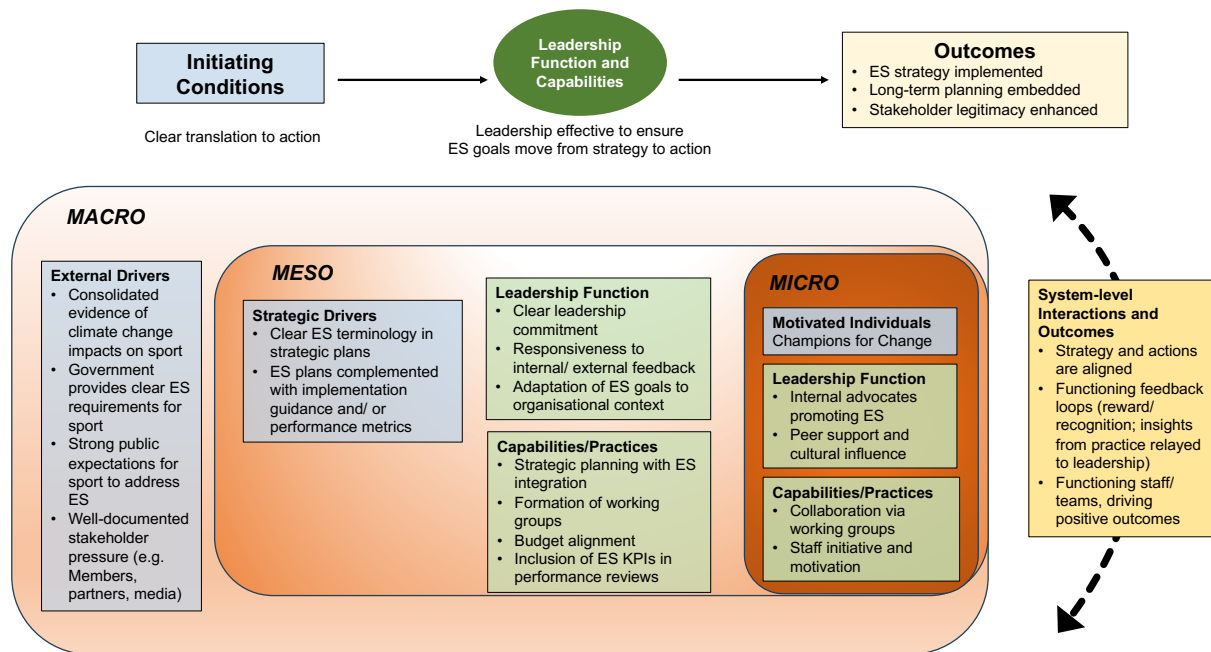 Initiating
Conditions
Clear translation to action
Leadership
Function and
Capabilities
Leadership effective to ensure
ES goals move from strategy to action
Outcomes
• ES strategy implemented
• Long-term planning embedded
• Stakeholder legitimacy enhanced
MACRO
External Drivers
• Consolidated
evidence of
climate change
impacts on sport
• Government
provides clear ES
requirements for
sport
• Strong public
expectations for
sport to address
ES
• Well-documented
stakeholder
pressure (e.g.
Members,
partners, media)
MESO
Strategic Drivers
• Clear ES terminology in
strategic plans
• ES plans complemented
with implementation
guidance and/ or
performance metrics
Leadership Function
• Clear leadership
commitment
• Responsiveness to
internal/ external feedback
• Adaptation of ES goals to
organisational context
Capabilities/Practices
• Strategic planning with ES
integration
• Formation of working
groups
• Budget alignment
• Inclusion of ES KPIs in
performance reviews
MICRO
Motivated Individuals
Champions for Change
Leadership Function
• Internal advocates
promoting ES
• Peer support and
cultural influence
Capabilities/Practices
• Collaboration via
working groups
• Staff initiative and
motivation
System-level
Interactions and
Outcomes
• Strategy and actions
are aligned
• Functioning feedback
loops (reward/
recognition; insights
from practice relayed
to leadership)
• Functioning staff/
teams, driving
positive outcomes